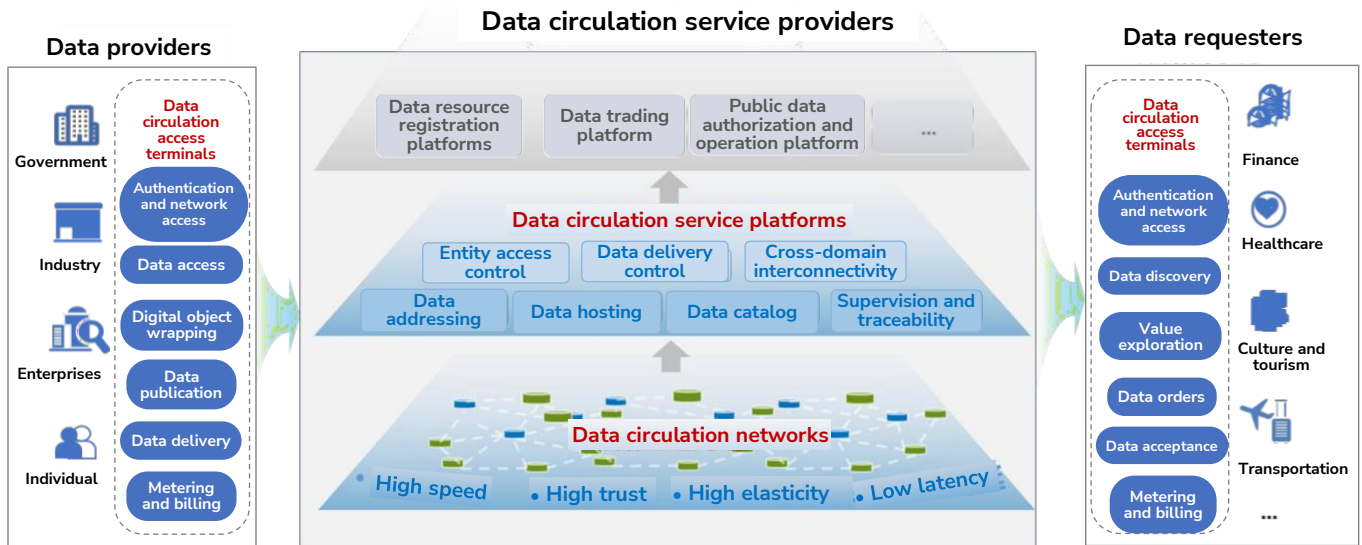 Data circulation service providers
Data providers
Government
Industry
Enterprises
Individual
Data
circulation
access
terminals
Authentication
and network
access
Data access
Digital object
wrapping
Data
publication
Data delivery
Metering
and billing
Data resource
registration
platforms
Data trading
platform
Public data
authorization and
operation platform
...
Data circulation service platforms
Entity access
control
Data delivery
control
Cross-domain
interconnectivity
Data
addressing
Data hosting
Data catalog
Supervision and
traceability
Data circulation networks
• High speed
• High trust
• High elasticity
• Low latency
Data requesters
Data
circulation
access
terminals
Authentication
and network
access
Data discovery
Value
exploration
Data orders
Data acceptance
Metering
and billing
Finance
Healthcare
Culture and
tourism
Transportation
...